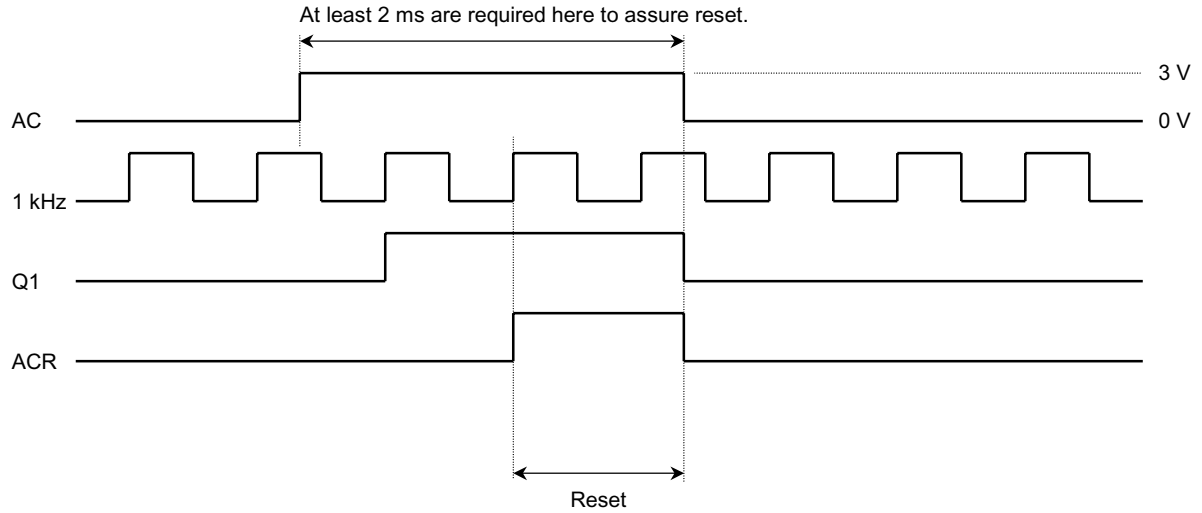 At least 2 ms are required here to assure reset.
3 V
AC
0 V
1 kHz
Q1
ACR
Reset